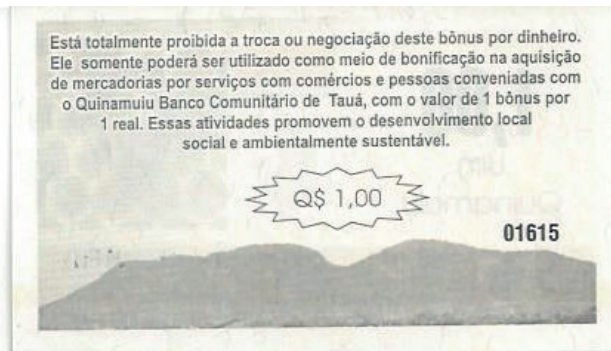 Está totalmente proibida a troca ou negociação deste bônus por dinheiro.
Ele somente poderá ser utilizado como meio de bonificação na aquisição
de mercadorias por serviços com comércios e pessoas conveniadas com
o Quinamuiu Banco Comunitário de Tauá, com o valor de 1 bônus por
1 real. Essas atividades promovem o desenvolvimento local
social e ambientalmente sustentável.
Q$ 1,00
01615